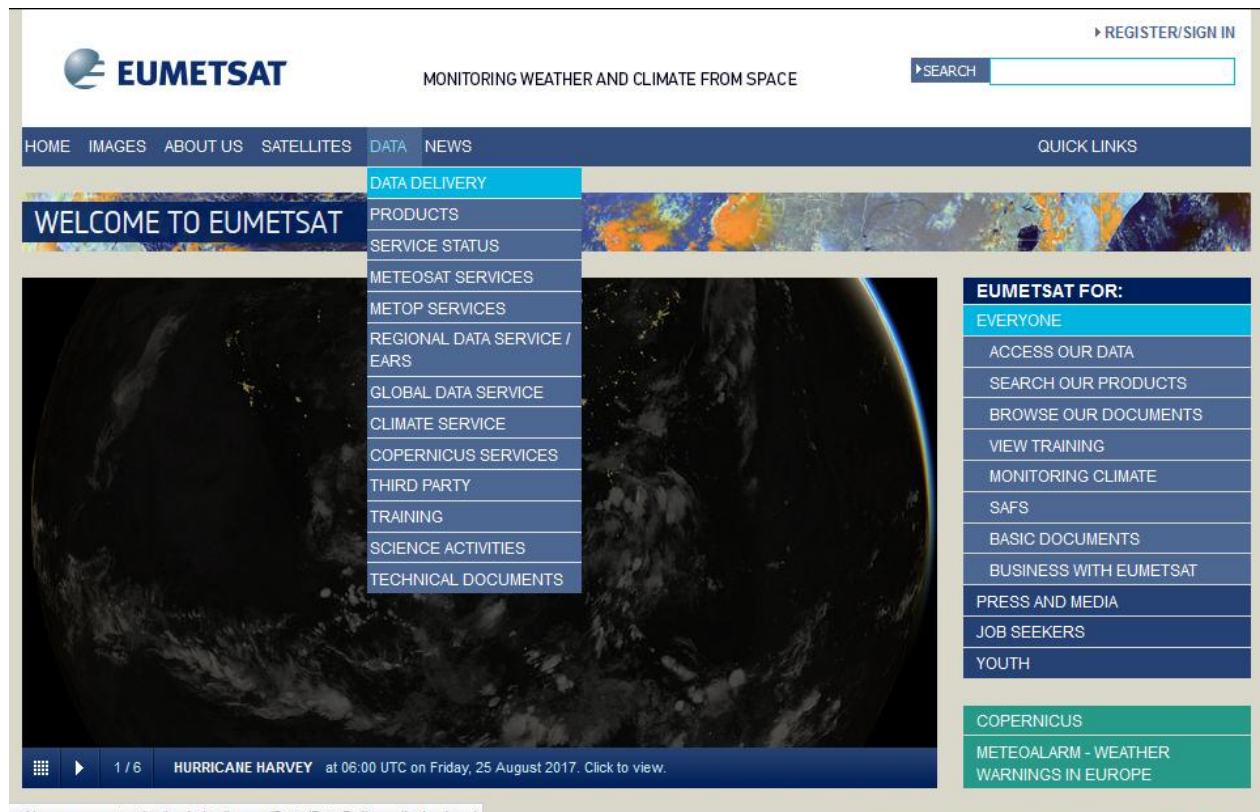 REGISTER/SIGN IN
EUMETSAT
MONITORING WEATHER AND CLIMATE FROM SPACE
SEARCH
HOME IMAGES ABOUT US SATELLITES DATA NEWS QUICK LINKS
DATA DELIVERY
PRODUCTS
SERVICE STATUS
METEOSAT SERVICES
METOP SERVICES
REGIONAL DATA SERVICE /
EARS
GLOBAL DATA SERVICE
CLIMATE SERVICE
COPERNICUS SERVICES
THIRD PARTY
TRAINING
SCIENCE ACTIVITIES
TECHNICAL DOCUMENTS
WELCOME TO EUMETSAT
EUMETSAT FOR:
EVERYONE
ACCESS OUR DATA
SEARCH OUR PRODUCTS
BROWSE OUR DOCUMENTS
VIEW TRAINING
MONITORING CLIMATE
SAFS
BASIC DOCUMENTS
BUSINESS WITH EUMETSAT
PRESS AND MEDIA
JOB SEEKERS
YOUTH
COPERNICUS
METEOALARM - WEATHER
WARNINGS IN EUROPE
1 / 6 HURRICANE HARVEY at 06:00 UTC on Friday, 25 August 2017. Click to view.